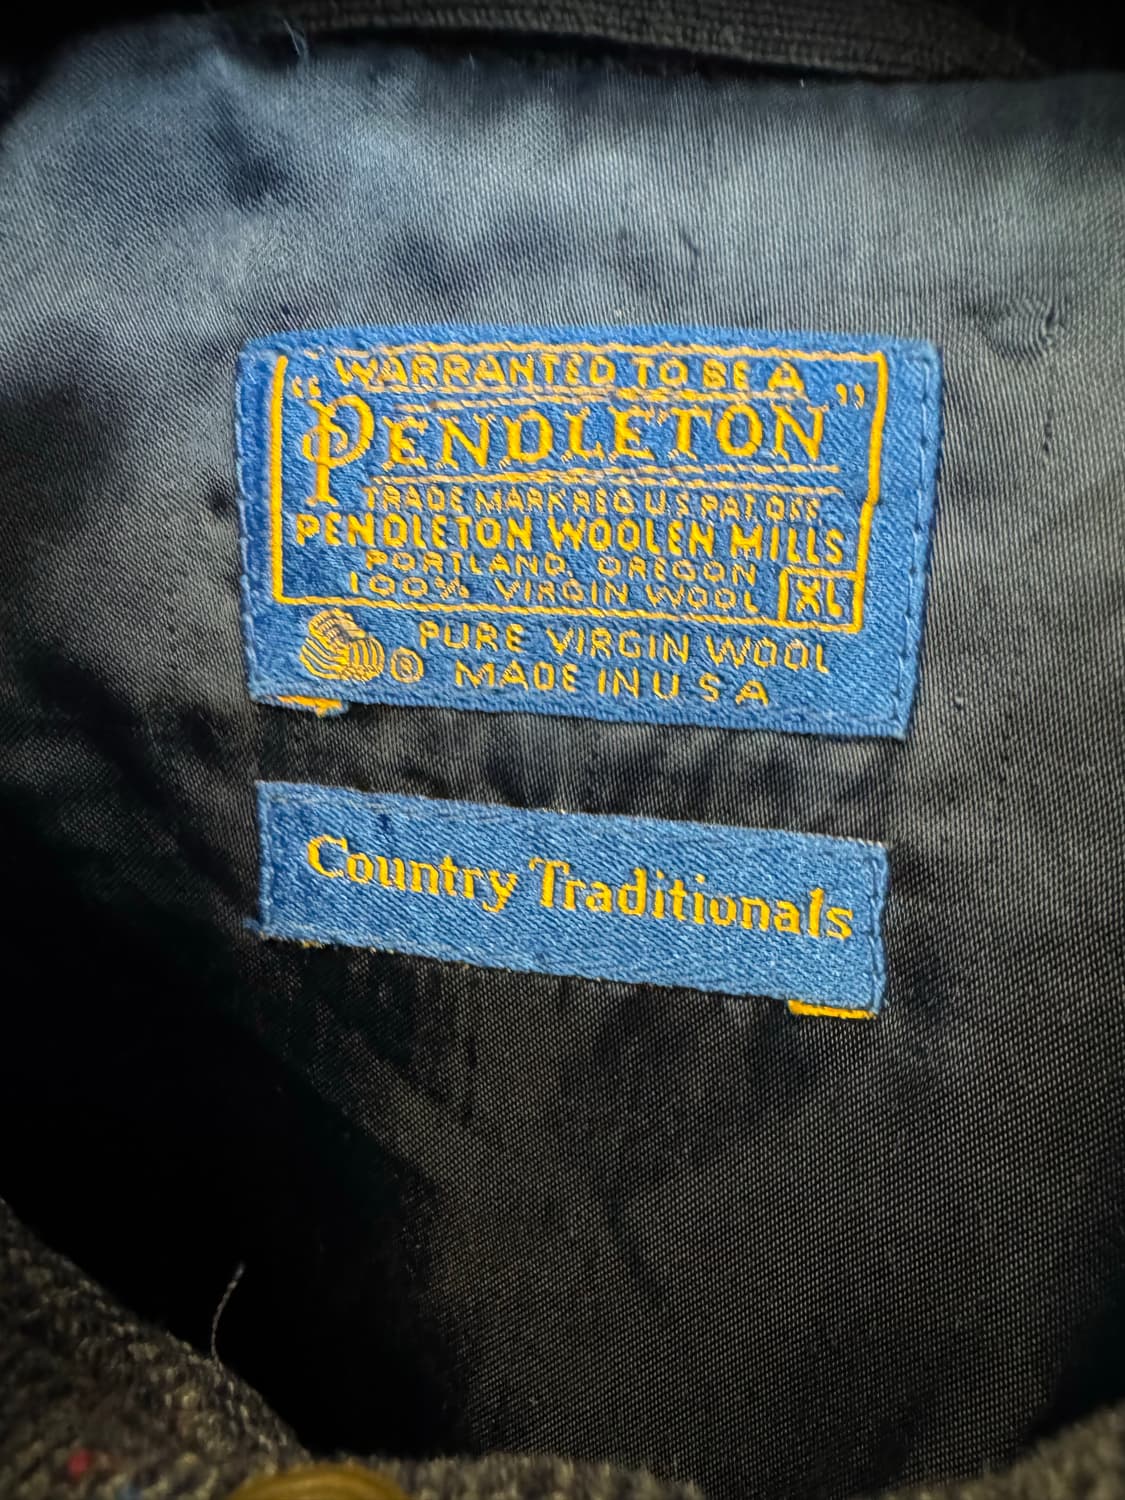 "WARRANTED TO BE A
PENDLETON"
TRADE MARK REG U.S. PAT. OFF.
PENDLETON WOOLEN MILLS
PORTLAND, OREGON
100% VIRGIN WOOL XL
PURE VIRGIN WOOL
® MADE IN U S A
Country Traditionals